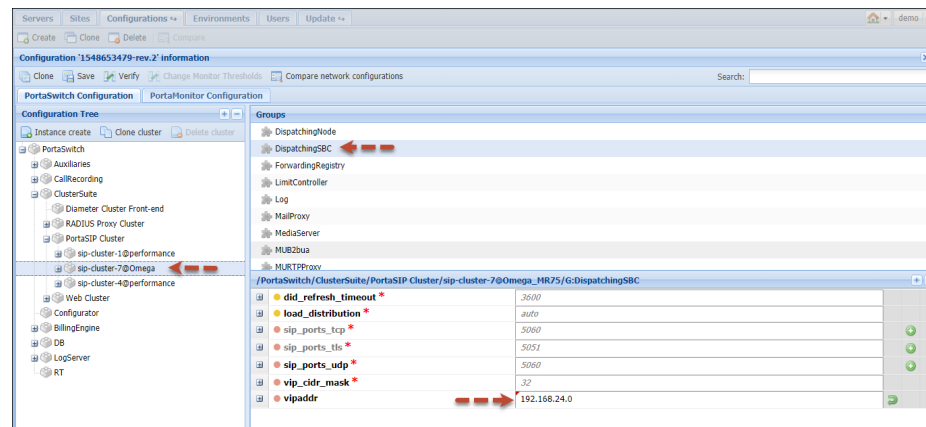 Servers Sites Configurations ↪ Environments Users Update ↪ demo
Create Clone Delete Compare
Configuration '1548653479-rev.2' information
Clone Save Verify Change Monitor Thresholds Compare network configurations Search:
PortaSwitch Configuration PortaMonitor Configuration
Configuration Tree
Instance create Clone cluster Delete cluster
PortaSwitch
Auxiliaries
CallRecording
ClusterSuite
Diameter Cluster Front-end
RADIUS Proxy Cluster
PortaSIP Cluster
sip-cluster-1@performance
sip-cluster-7@Omega
sip-cluster-4@performance
Web Cluster
Configurator
BillingEngine
DB
LogServer
RT
Groups
DispatchingNode
DispatchingSBC
ForwardingRegistry
LimitController
Log
MailProxy
MediaServer
MUB2bua
MURTPProxy
/PortaSwitch/ClusterSuite/PortaSIP Cluster/sip-cluster-7@Omega_MR75/G:DispatchingSBC
did_refresh_timeout * 3600
load_distribution * auto
sip_ports_tcp * 5060
sip_ports_tls * 5051
sip_ports_udp * 5060
vip_cidr_mask * 32
vipaddr 192.168.24.0